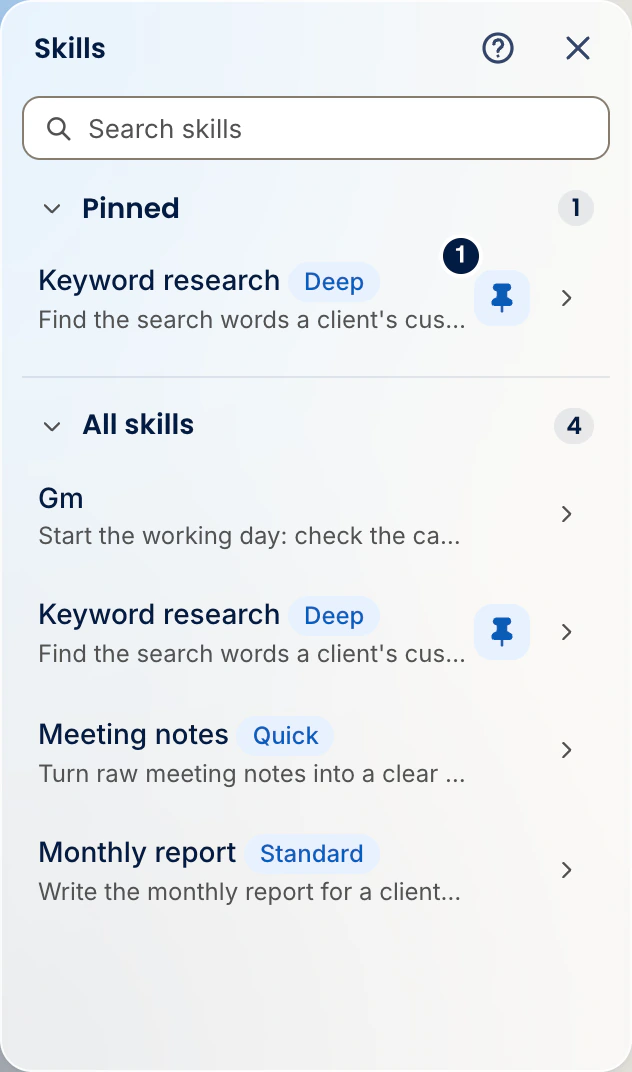 Skills
Search skills
Pinned
1
1
Keyword research Deep
Find the search words a client's cus...
All skills
4
Gm
Start the working day: check the ca...
Keyword research Deep
Find the search words a client's cus...
Meeting notes Quick
Turn raw meeting notes into a clear ...
Monthly report Standard
Write the monthly report for a client...